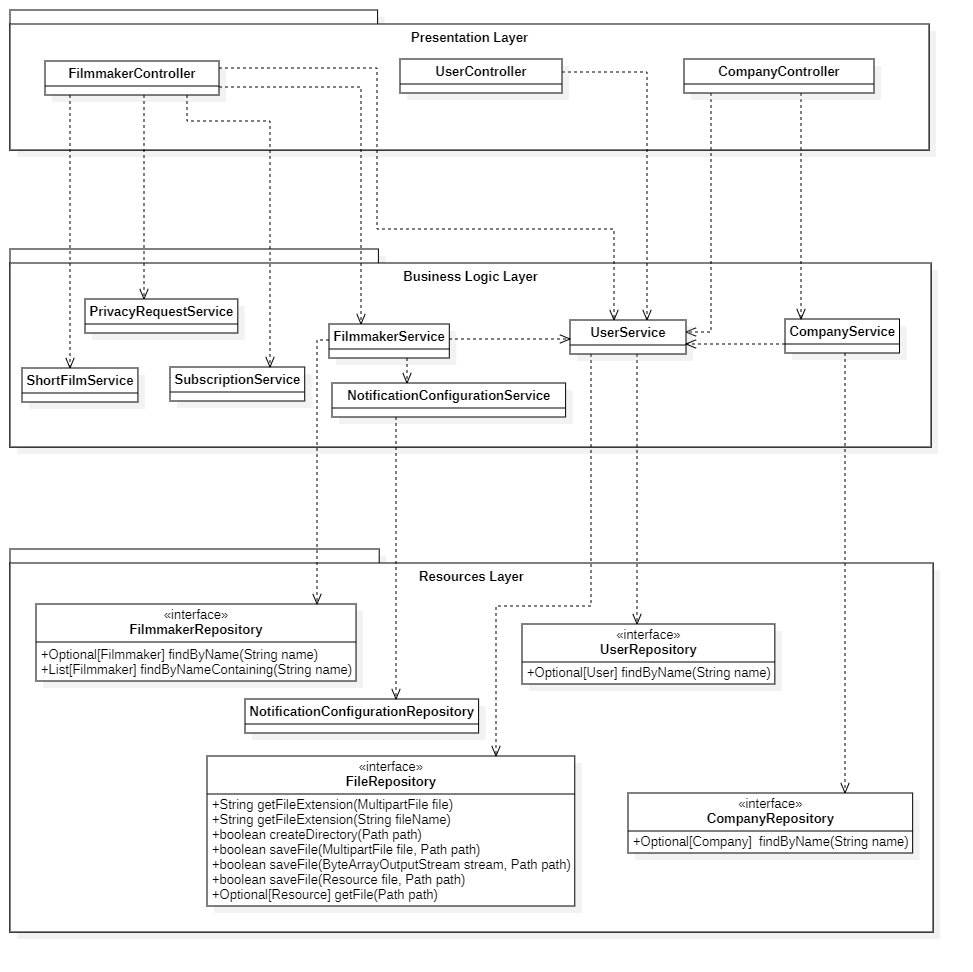 Presentation Layer
FilmmakerController
UserController
CompanyController
Business Logic Layer
PrivacyRequestService
FilmmakerService
UserService
CompanyService
ShortFilmService
SubscriptionService
NotificationConfigurationService
Resources Layer
«interface»
FilmmakerRepository
+Optional[Filmmaker] findByName(String name)
+List[Filmmaker] findByNameContaining(String name)
«interface»
UserRepository
+Optional[User] findByName(String name)
NotificationConfigurationRepository
«interface»
FileRepository
+String getFileExtension(MultipartFile file)
+String getFileExtension(String fileName)
+boolean createDirectory(Path path)
+boolean saveFile(MultipartFile file, Path path)
+boolean saveFile(ByteArrayOutputStream stream, Path path)
+boolean saveFile(Resource file, Path path)
+Optional[Resource] getFile(Path path)
«interface»
CompanyRepository
+Optional[Company]  findByName(String name)